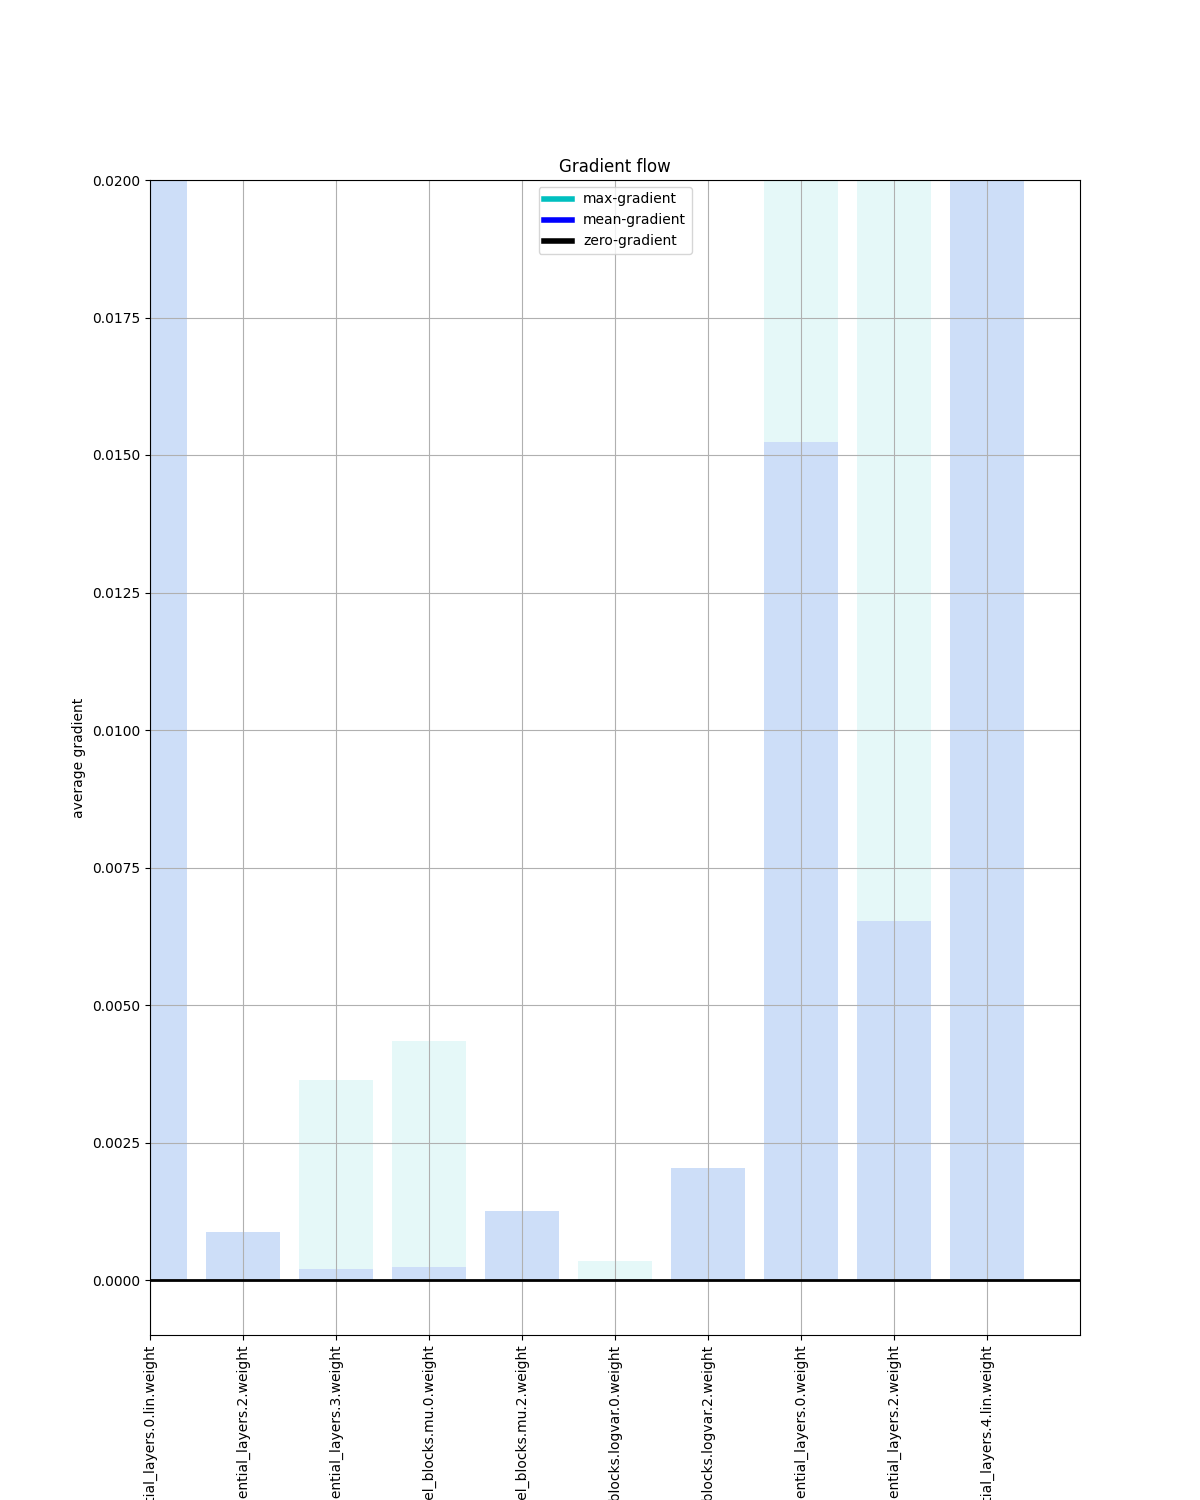 Gradient flow
max-gradient
mean-gradient
zero-gradient
average gradient
0.0200
0.0175
0.0150
0.0125
0.0100
0.0075
0.0050
0.0025
0.0000
tial_layers.0.lin.weight
ential_layers.2.weight
ential_layers.3.weight
el_blocks.mu.0.weight
el_blocks.mu.2.weight
blocks.logvar.0.weight
blocks.logvar.2.weight
ential_layers.0.weight
ential_layers.2.weight
tial_layers.4.lin.weight